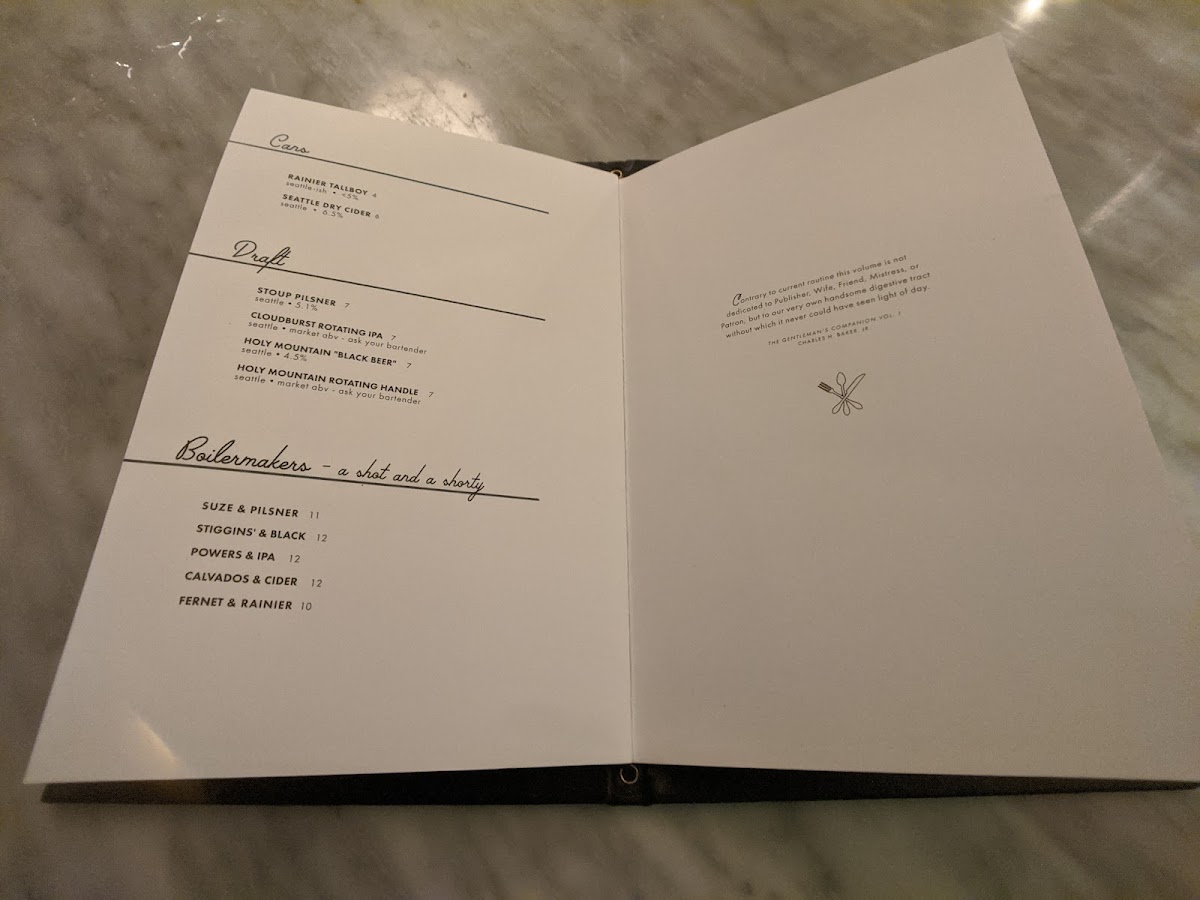 Cans
RAINIER TALLBOY 4
seattle-ish • <5%
SEATTLE DRY CIDER 6
seattle • 6.5%
Draft
STOUP PILSNER 7
seattle • 5.1%
CLOUDBURST ROTATING IPA 7
seattle • market abv - ask your bartender
HOLY MOUNTAIN "BLACK BEER" 7
seattle • 4.5%
HOLY MOUNTAIN ROTATING HANDLE 7
seattle • market abv - ask your bartender
Boilermakers - a shot and a shorty
SUZE & PILSNER 11
STIGGINS' & BLACK 12
POWERS & IPA 12
CALVADOS & CIDER 12
FERNET & RAINIER 10
Contrary to current routine this volume is not
dedicated to Publisher, Wife, Friend, Mistress, or
Patron, but to our very own handsome digestive tract
without which it never could have seen light of day.
THE GENTLEMAN'S COMPANION VOL. I
CHARLES H. BAKER JR.